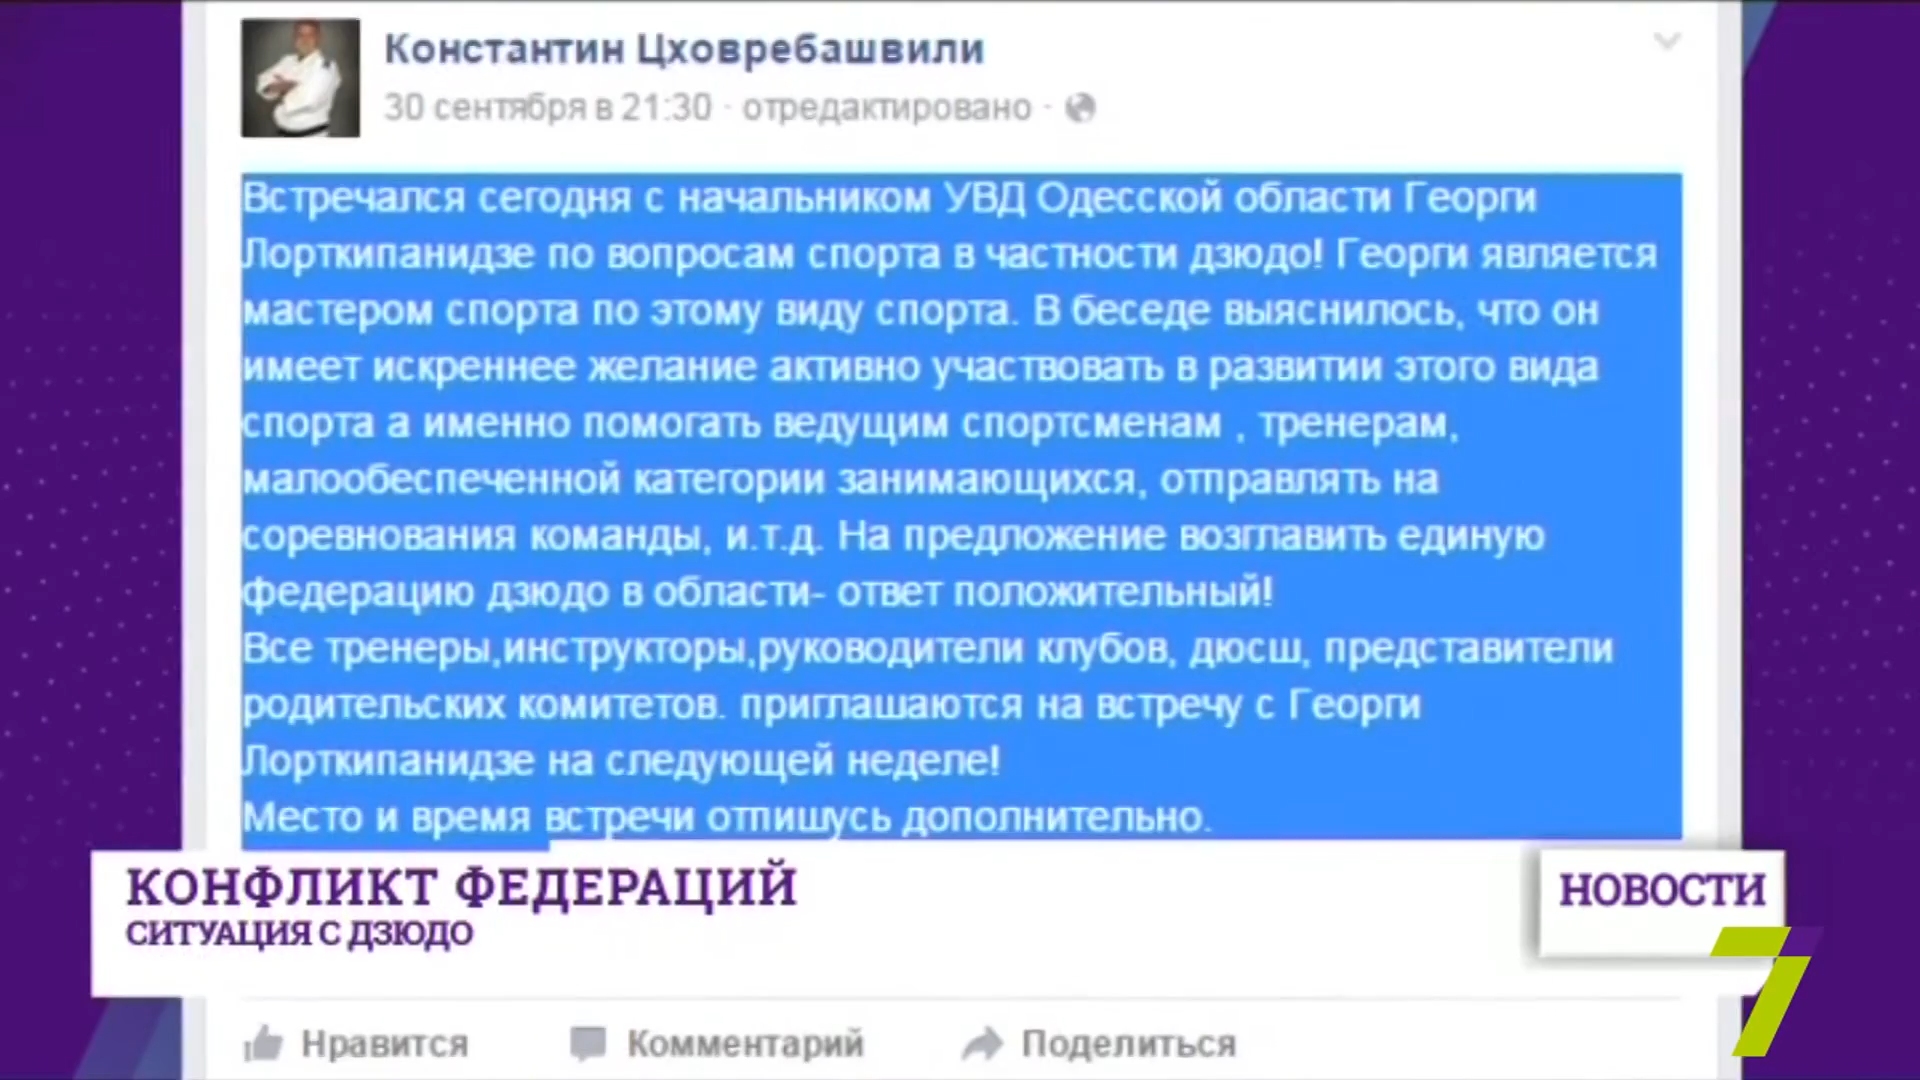 Константин Цховребашвили
30 сентября в 21:30 · отредактировано ·
Встречался сегодня с начальником УВД Одесской области Георги
Лорткипанидзе по вопросам спорта в частности дзюдо! Георги является
мастером спорта по этому виду спорта. В беседе выяснилось, что он
имеет искреннее желание активно участвовать в развитии этого вида
спорта а именно помогать ведущим спортсменам , тренерам,
малообеспеченной категории занимающихся, отправлять на
соревнования команды, и.т.д. На предложение возглавить единую
федерацию дзюдо в области- ответ положительный!
Все тренеры,инструкторы,руководители клубов, дюсш, представители
родительских комитетов. приглашаются на встречу с Георги
Лорткипанидзе на следующей неделе!
Место и время встречи отпишусь дополнительно.
КОНФЛИКТ ФЕДЕРАЦИЙ
СИТУАЦИЯ С ДЗЮДО
НОВОСТИ
7
Нравится Комментарий Поделиться